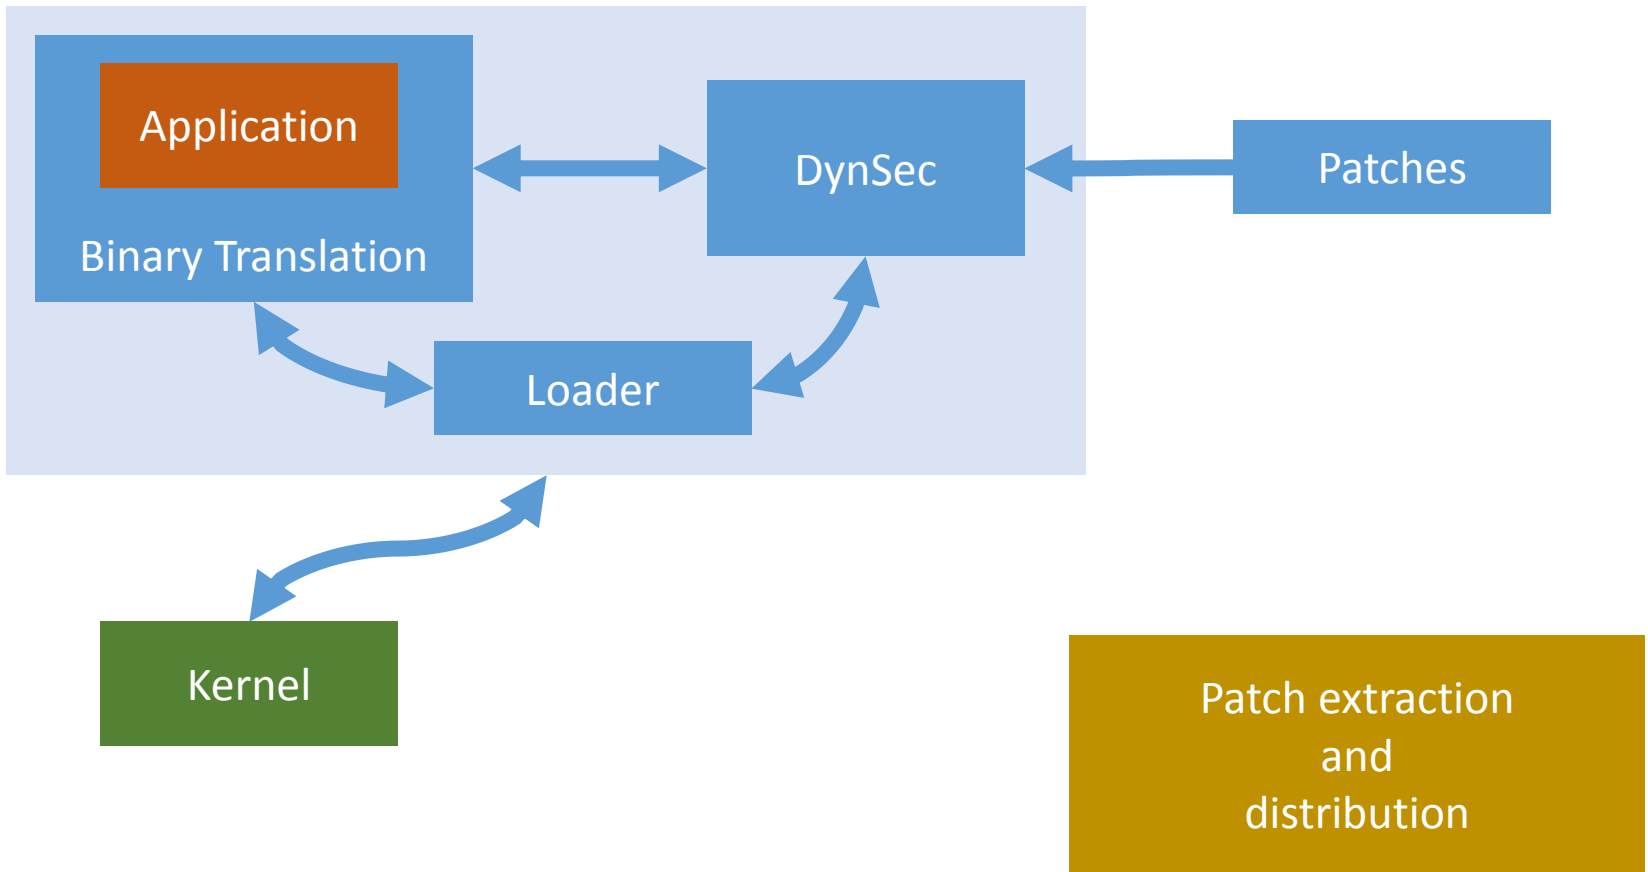 Application
Binary Translation
DynSec
Patches
Loader
Kernel
Patch extraction
and
distribution